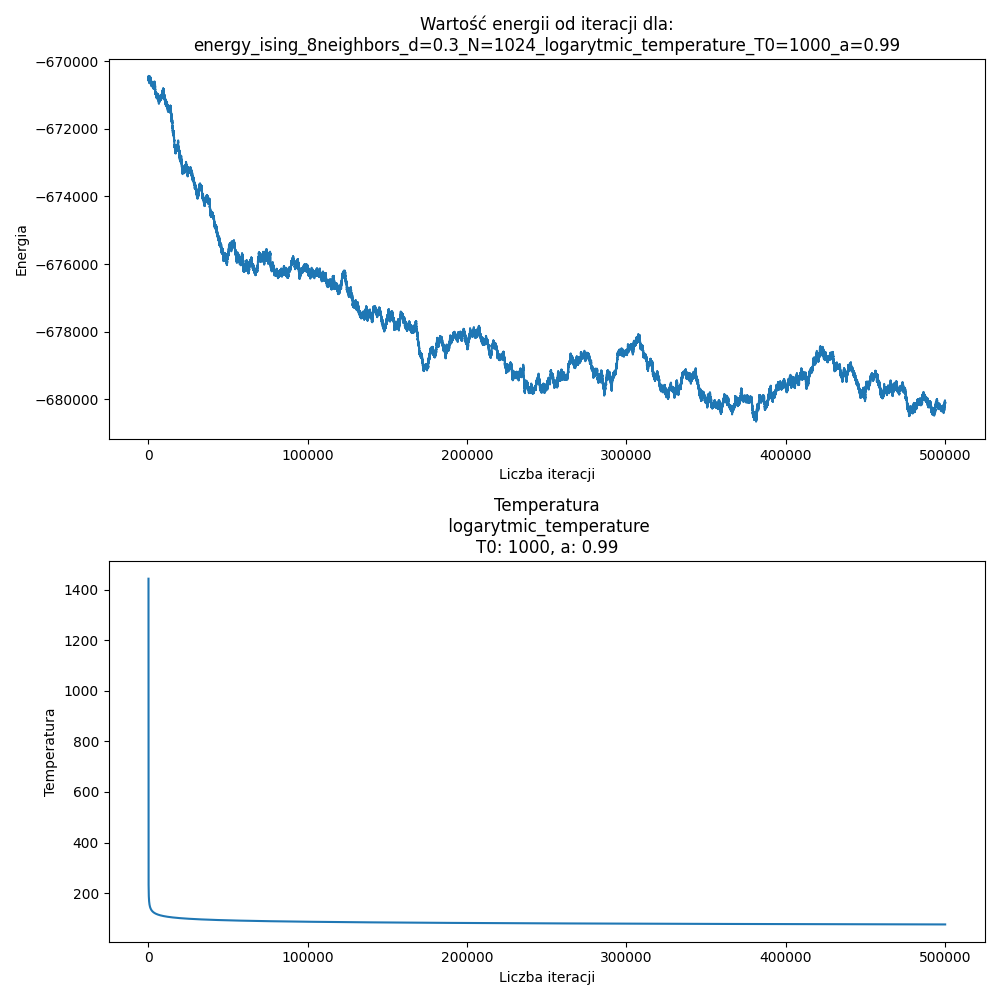 Wartość energii od iteracji dla:
energy_ising_8neighbors_d=0.3_N=1024_logarytmic_temperature_T0=1000_a=0.99
−670000
−672000
−674000
−676000
−678000
−680000
Energia
0 100000 200000 300000 400000 500000
Liczba iteracji
Temperatura
logarytmic_temperature
T0: 1000, a: 0.99
1400
1200
1000
800
600
400
200
Temperatura
0 100000 200000 300000 400000 500000
Liczba iteracji